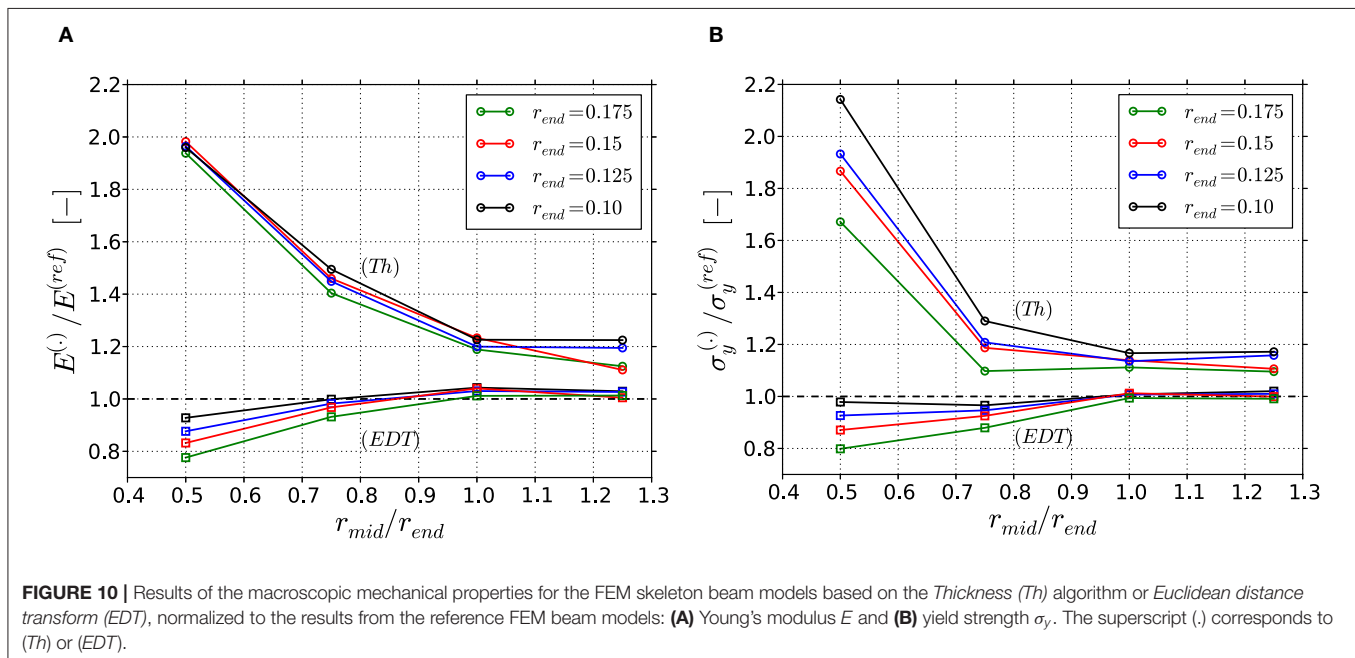 A
B
2.2
2.0
1.8
1.6
1.4
1.2
1.0
0.8
E^(.)/E^(ref) [−]
r_end=0.175
r_end=0.15
r_end=0.125
r_end=0.10
(Th)
(EDT)
0.4 0.5 0.6 0.7 0.8 0.9 1.0 1.1 1.2 1.3
r_mid/r_end
2.2
2.0
1.8
1.6
1.4
1.2
1.0
0.8
σ_y^(.)/σ_y^(ref) [−]
r_end=0.175
r_end=0.15
r_end=0.125
r_end=0.10
(Th)
(EDT)
0.4 0.5 0.6 0.7 0.8 0.9 1.0 1.1 1.2 1.3
r_mid/r_end
FIGURE 10 | Results of the macroscopic mechanical properties for the FEM skeleton beam models based on the Thickness (Th) algorithm or Euclidean distance
transform (EDT), normalized to the results from the reference FEM beam models: (A) Young's modulus E and (B) yield strength σ_y. The superscript (.) corresponds to
(Th) or (EDT).